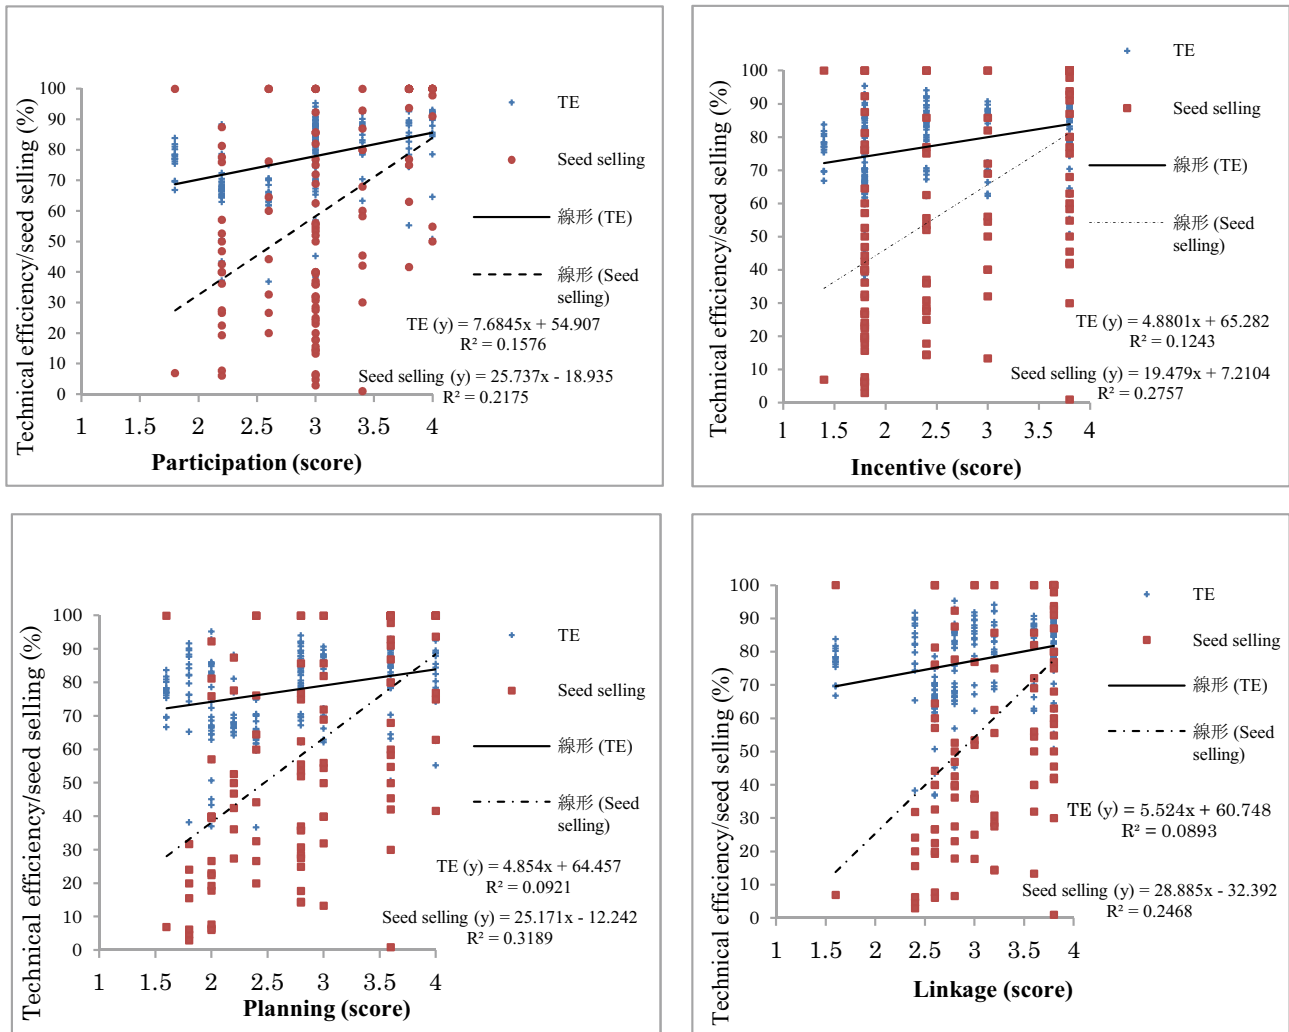 Technical efficiency/seed selling (%)
100
90
80
70
60
50
40
30
20
10
0
1
1.5
2
2.5
3
3.5
4
Participation (score)
TE
Seed selling
線形 (TE)
線形 (Seed
selling)
TE (y) = 7.6845x + 54.907
R² = 0.1576
Seed selling (y) = 25.737x - 18.935
R² = 0.2175
Technical efficiency/seed selling (%)
100
90
80
70
60
50
40
30
20
10
0
1
1.5
2
2.5
3
3.5
4
Incentive (score)
TE
Seed selling
線形 (TE)
線形 (Seed
selling)
TE (y) = 4.8801x + 65.282
R² = 0.1243
Seed selling (y) = 19.479x + 7.2104
R² = 0.2757
Technical efficiency/seed selling (%)
100
90
80
70
60
50
40
30
20
10
0
1
1.5
2
2.5
3
3.5
4
Planning (score)
TE
Seed selling
線形 (TE)
線形 (Seed
selling)
TE (y) = 4.854x + 64.457
R² = 0.0921
Seed selling (y) = 25.171x - 12.242
R² = 0.3189
Technical efficiency/seed selling (%)
100
90
80
70
60
50
40
30
20
10
0
1
1.5
2
2.5
3
3.5
4
Linkage (score)
TE
Seed selling
線形 (TE)
線形 (Seed
selling)
TE (y) = 5.524x + 60.748
R² = 0.0893
Seed selling (y) = 28.885x - 32.392
R² = 0.2468